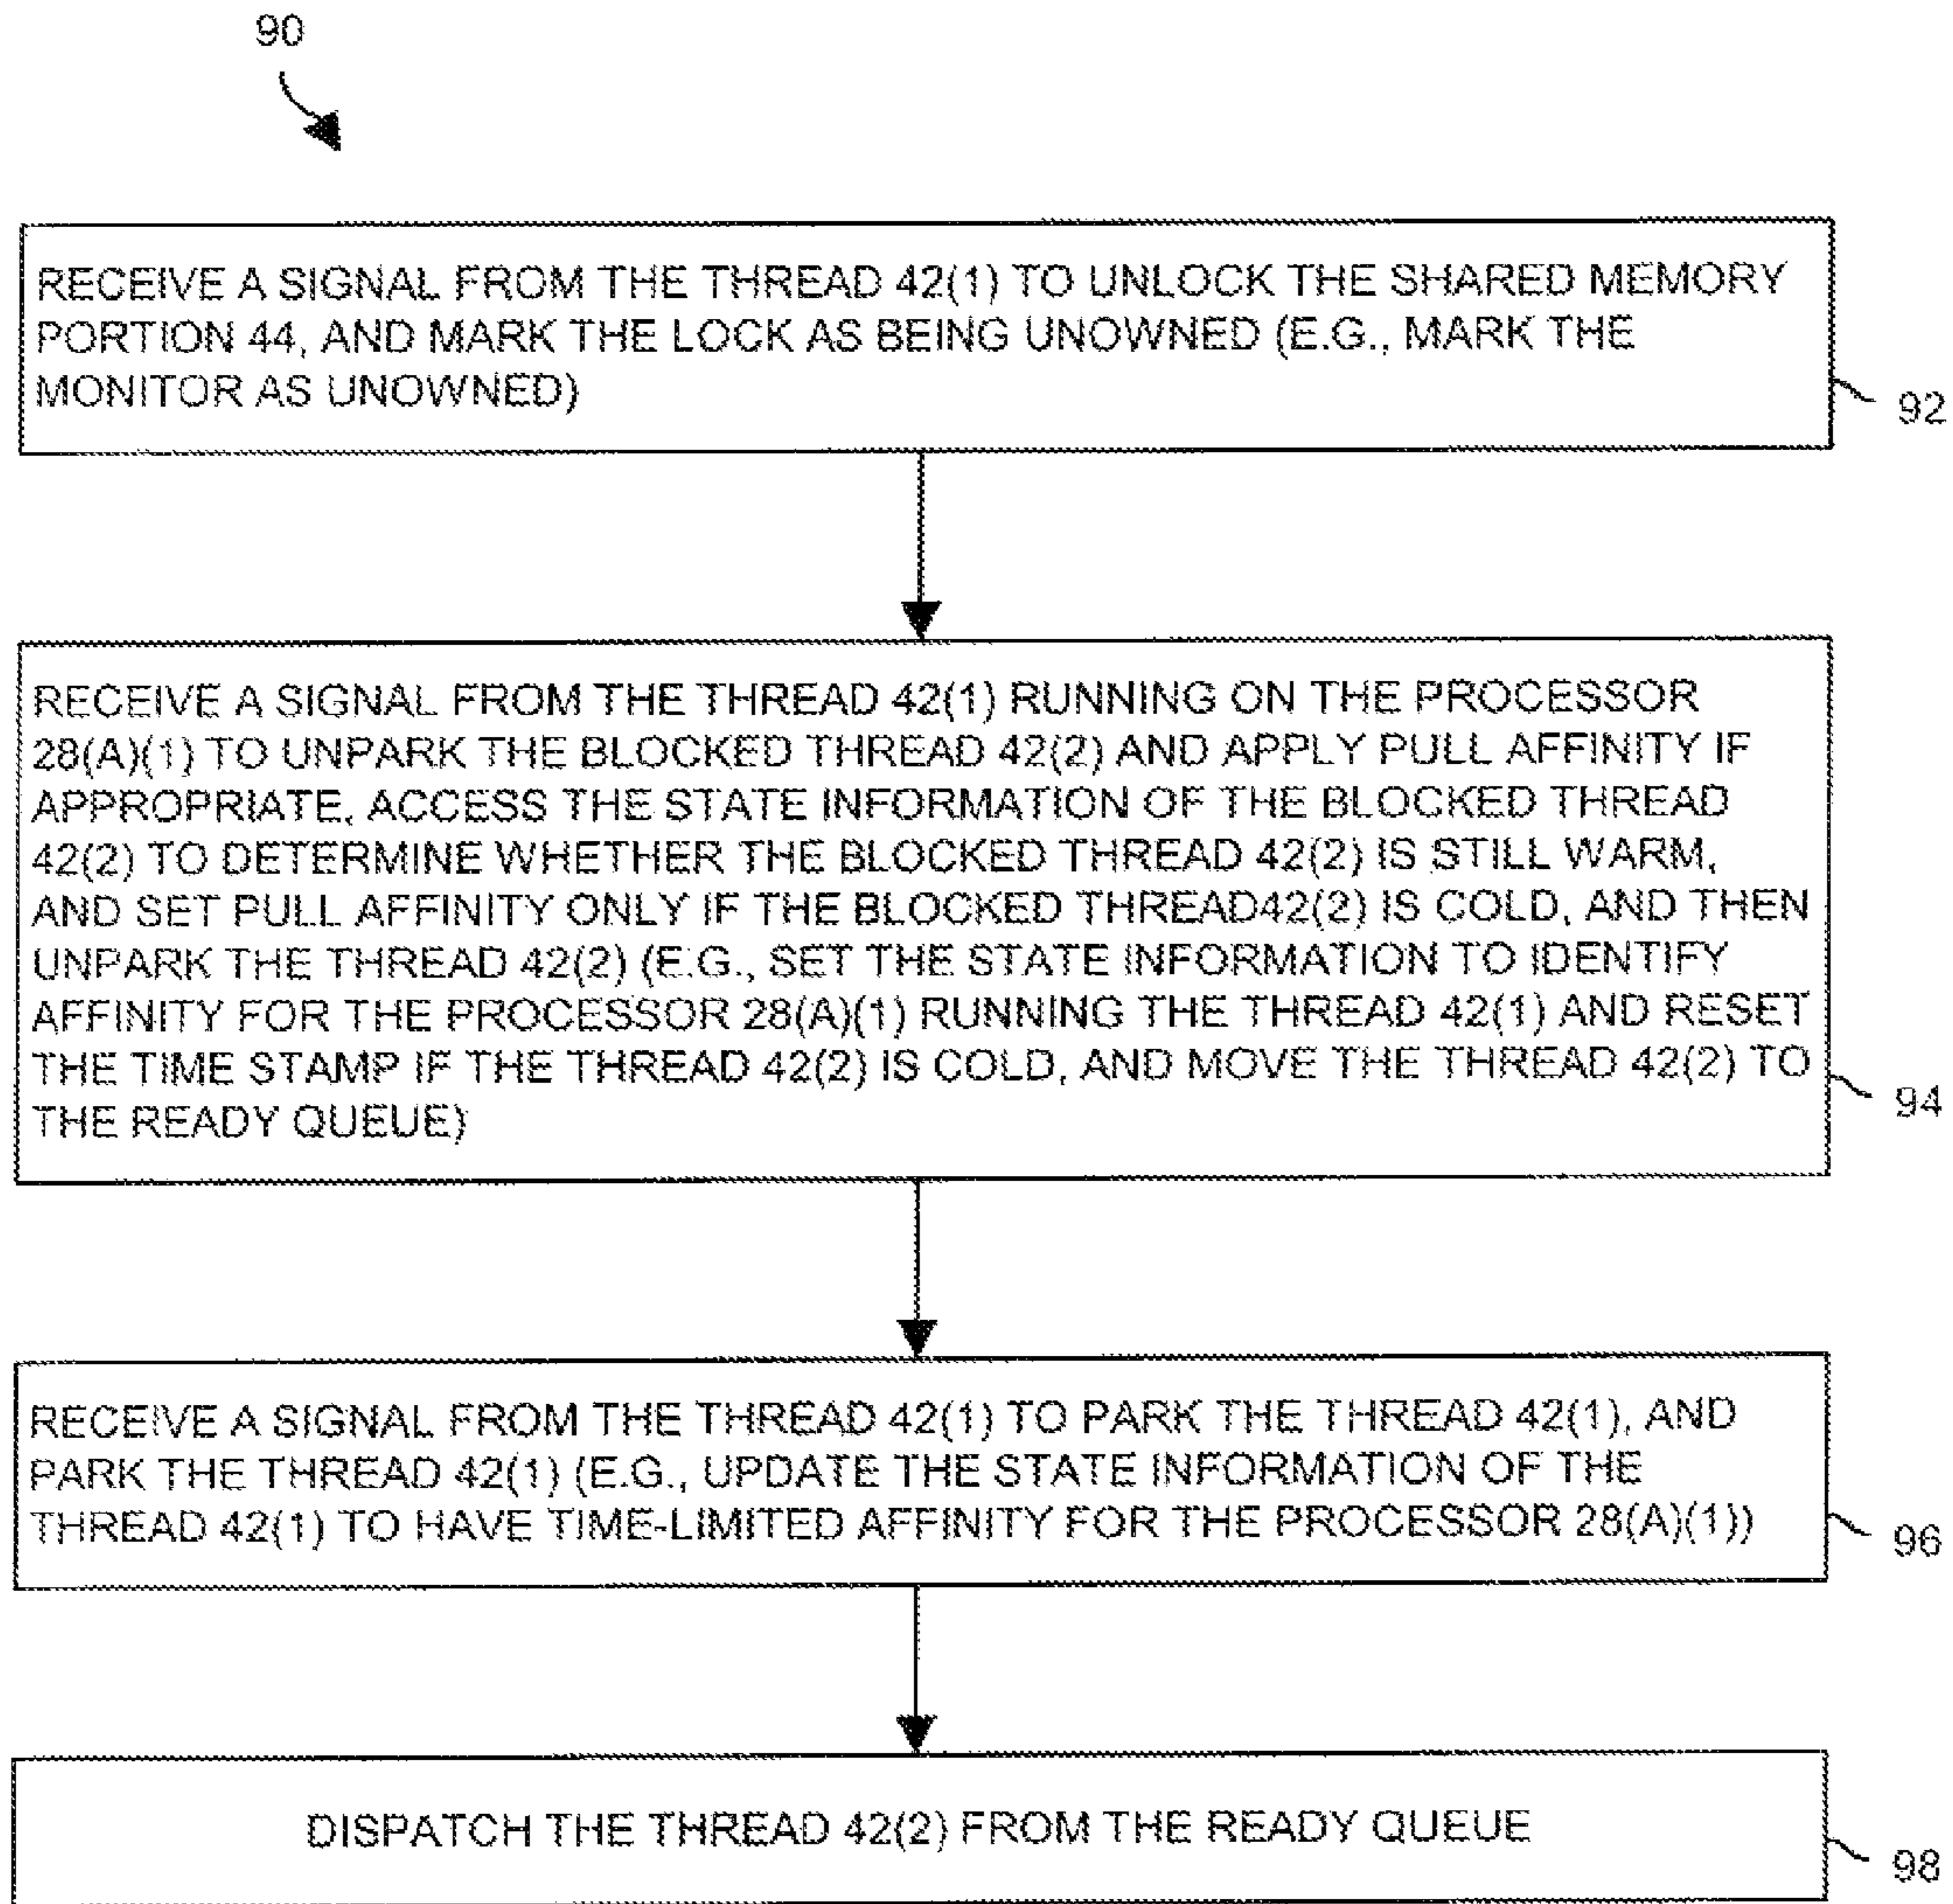 90
RECEIVE A SIGNAL FROM THE THREAD 42(1) TO UNLOCK THE SHARED MEMORY
PORTION 44, AND MARK THE LOCK AS BEING UNOWNED (E.G., MARK THE
MONITOR AS UNOWNED)
92
RECEIVE A SIGNAL FROM THE THREAD 42(1) RUNNING ON THE PROCESSOR
28(A)(1) TO UNPARK THE BLOCKED THREAD 42(2) AND APPLY PULL AFFINITY IF
APPROPRIATE, ACCESS THE STATE INFORMATION OF THE BLOCKED THREAD
42(2) TO DETERMINE WHETHER THE BLOCKED THREAD 42(2) IS STILL WARM,
AND SET PULL AFFINITY ONLY IF THE BLOCKED THREAD42(2) IS COLD, AND THEN
UNPARK THE THREAD 42(2) (E.G., SET THE STATE INFORMATION TO IDENTIFY
AFFINITY FOR THE PROCESSOR 28(A)(1) RUNNING THE THREAD 42(1) AND RESET
THE TIME STAMP IF THE THREAD 42(2) IS COLD, AND MOVE THE THREAD 42(2) TO
THE READY QUEUE)
94
RECEIVE A SIGNAL FROM THE THREAD 42(1) TO PARK THE THREAD 42(1), AND
PARK THE THREAD 42(1) (E.G., UPDATE THE STATE INFORMATION OF THE
THREAD 42(1) TO HAVE TIME-LIMITED AFFINITY FOR THE PROCESSOR 28(A)(1))
96
DISPATCH THE THREAD 42(2) FROM THE READY QUEUE
98